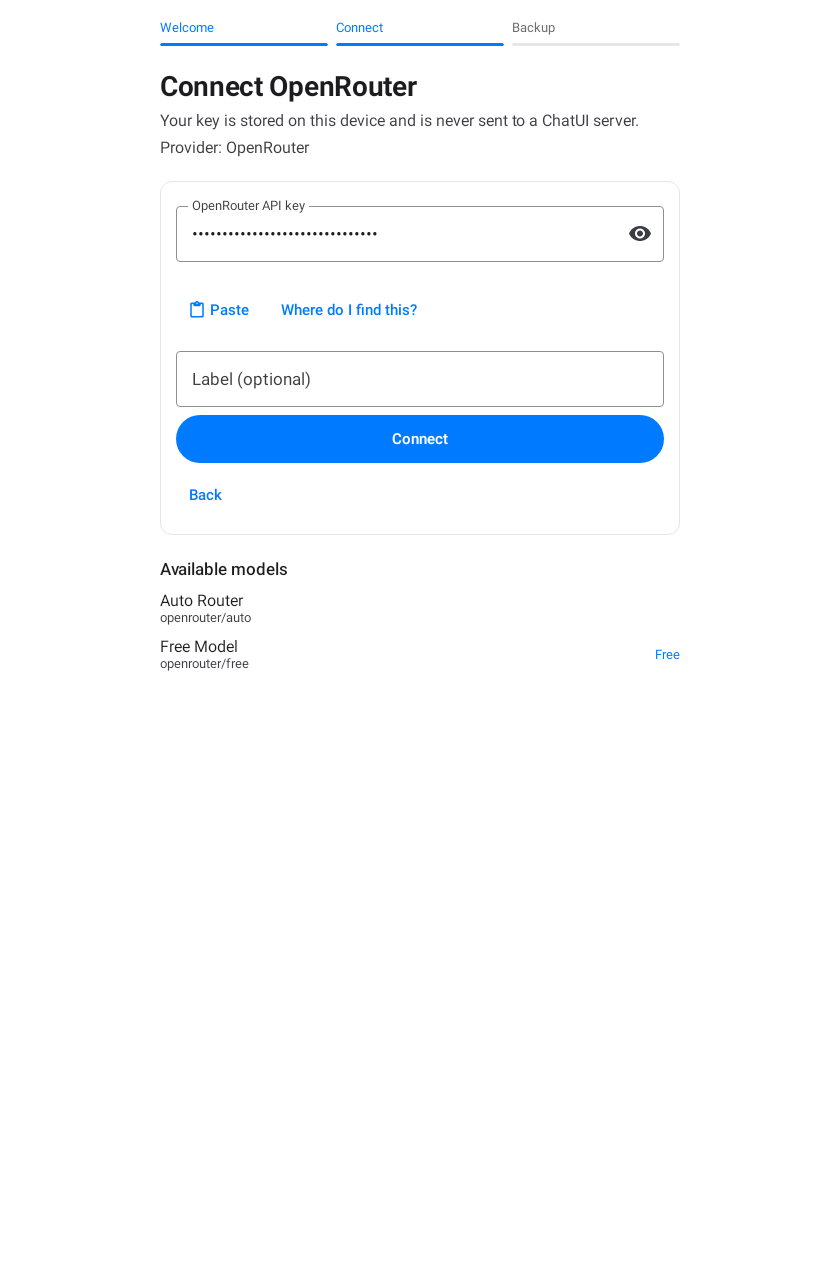 Welcome
Connect
Backup
Connect OpenRouter
Your key is stored on this device and is never sent to a ChatUI server.
Provider: OpenRouter
OpenRouter API key
•••••••••••••••••••••••••••••••
Paste
Where do I find this?
Label (optional)
Connect
Back
Available models
Auto Router
openrouter/auto
Free Model
openrouter/free
Free